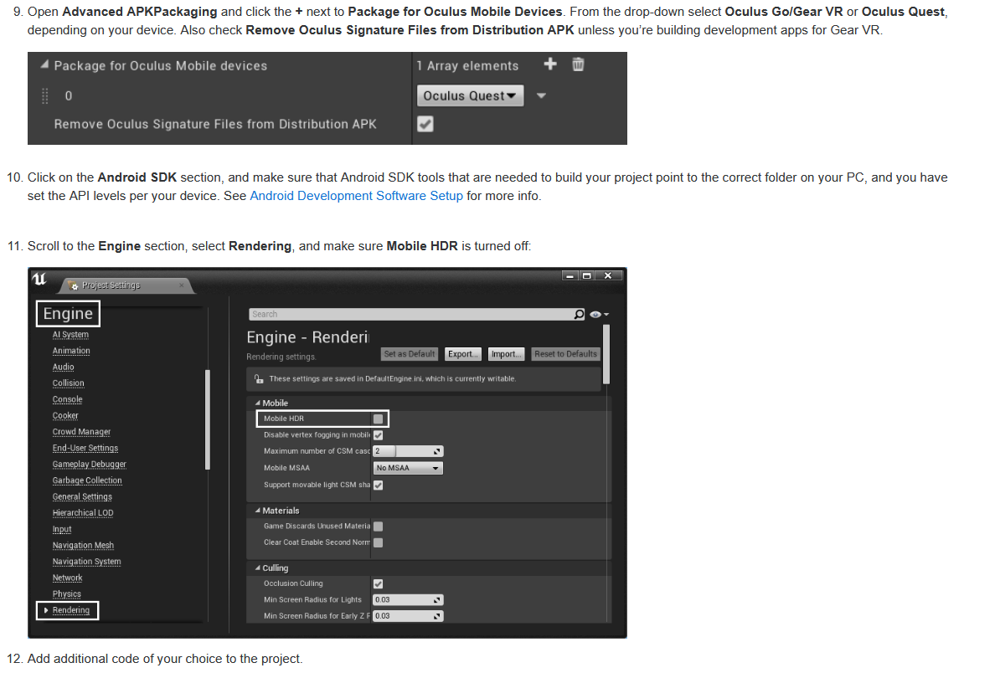 9. Open Advanced APKPackaging and click the + next to Package for Oculus Mobile Devices. From the drop-down select Oculus Go/Gear VR or Oculus Quest,
depending on your device. Also check Remove Oculus Signature Files from Distribution APK unless you’re building development apps for Gear VR.
Package for Oculus Mobile devices 1 Array elements
0 Oculus Quest
Remove Oculus Signature Files from Distribution APK
10. Click on the Android SDK section, and make sure that Android SDK tools that are needed to build your project point to the correct folder on your PC, and you have
set the API levels per your device. See Android Development Software Setup for more info.
11. Scroll to the Engine section, select Rendering, and make sure Mobile HDR is turned off:
Project Settings
Engine
AI System
Animation
Audio
Collision
Console
Cooker
Crowd Manager
End-User Settings
Gameplay Debugger
Garbage Collection
General Settings
Hierarchical LOD
Input
Navigation Mesh
Navigation System
Network
Physics
Rendering
Search
Engine - Renderi
Rendering settings.
Set as Default Export... Import... Reset to Defaults
These settings are saved in DefaultEngine.ini, which is currently writable.
Mobile
Mobile HDR
Disable vertex fogging in mobil
Maximum number of CSM casc 2
Mobile MSAA No MSAA
Support movable light CSM sha
Materials
Game Discards Unused Materia
Clear Coat Enable Second Norm
Culling
Occlusion Culling
Min Screen Radius for Lights 0.03
Min Screen Radius for Early Z P 0.03
12. Add additional code of your choice to the project.